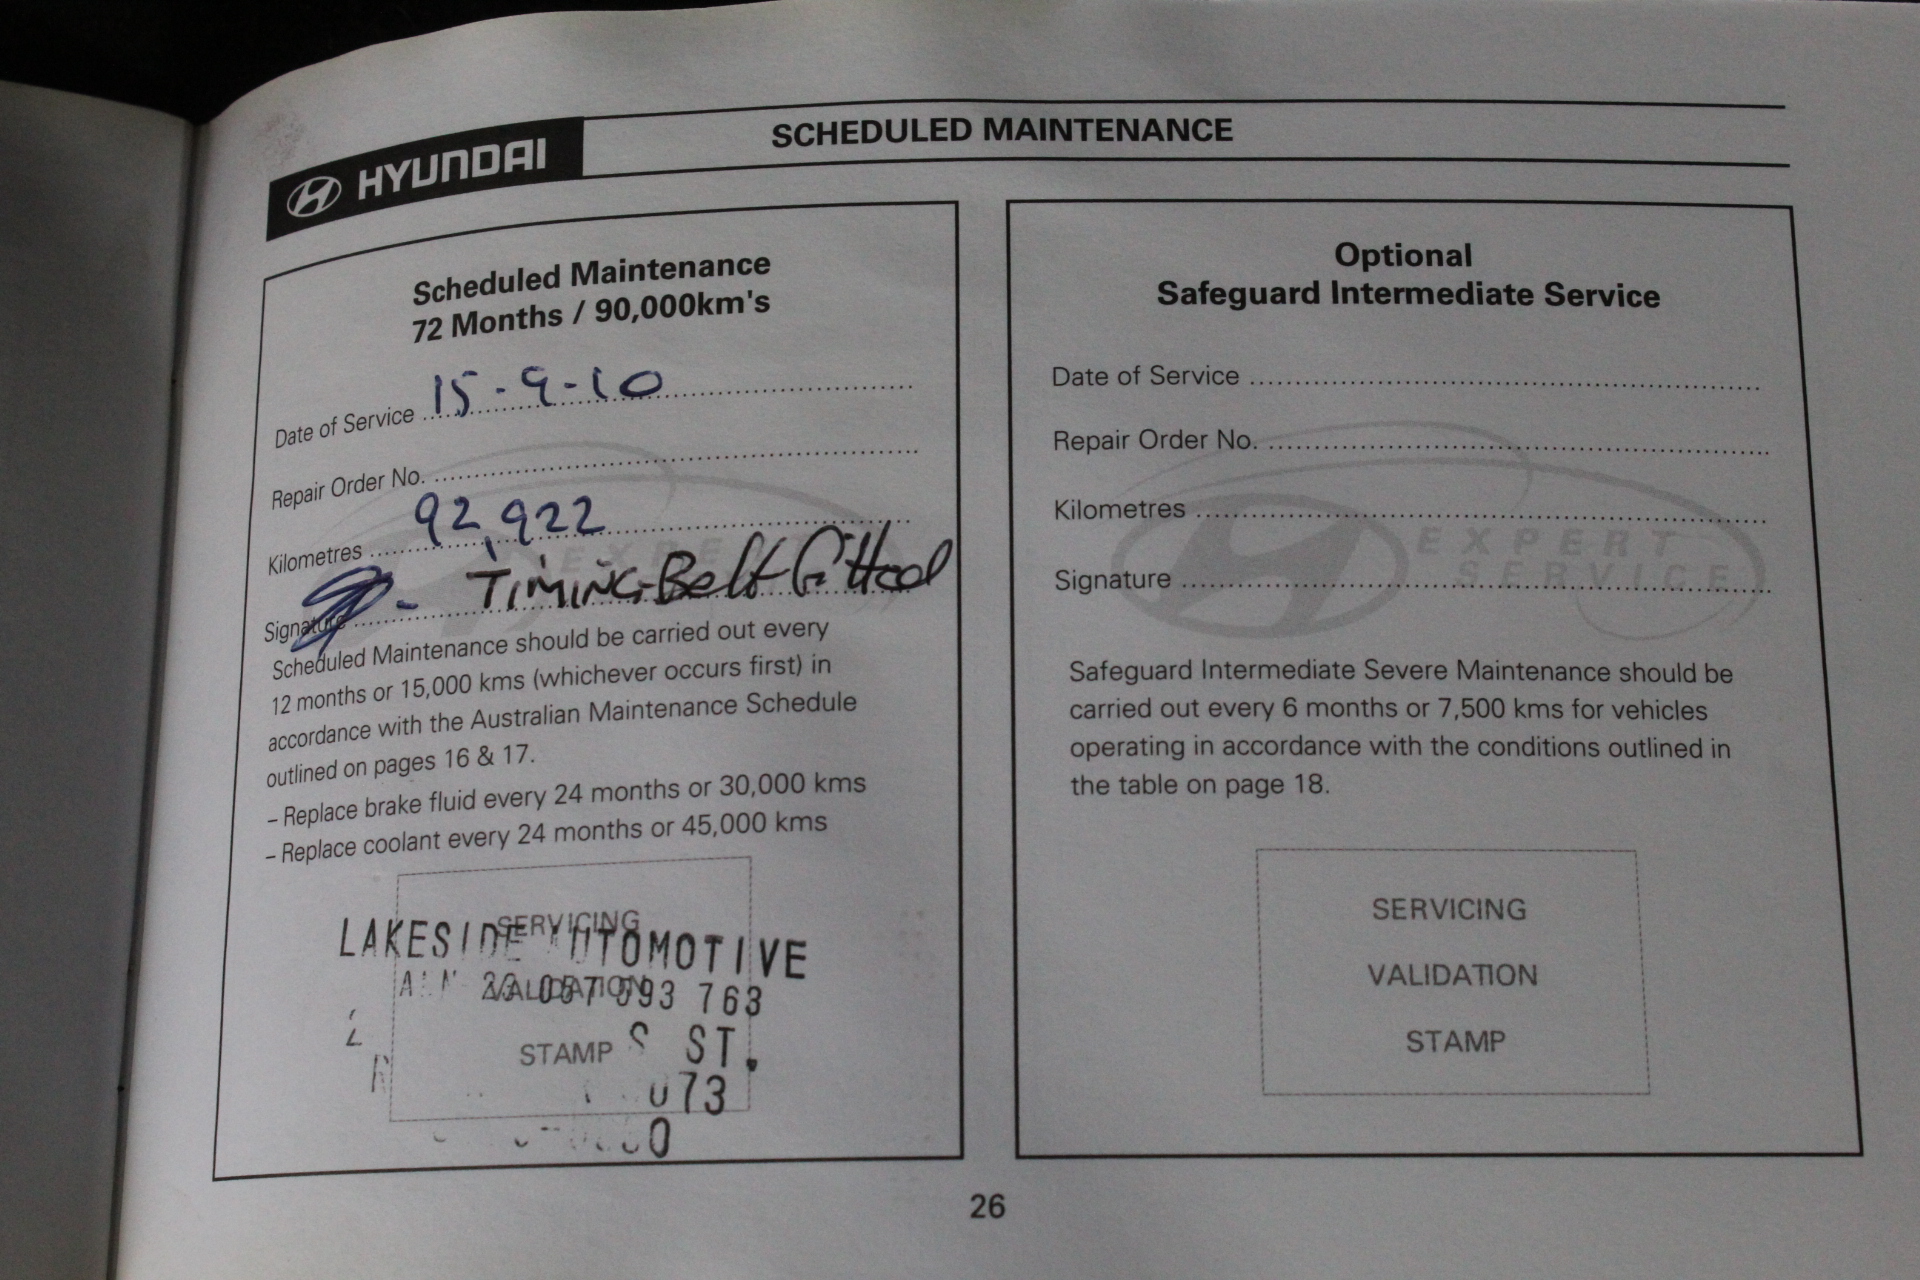 HYUNDAI
SCHEDULED MAINTENANCE
Scheduled Maintenance
72 Months / 90,000km's
Date of Service 15-9-10
Repair Order No.
Kilometres 92,922
Signature - TIMING Belt Fitted
Scheduled Maintenance should be carried out every
12 months or 15,000 kms (whichever occurs first) in
accordance with the Australian Maintenance Schedule
outlined on pages 16 & 17.
– Replace brake fluid every 24 months or 30,000 kms
– Replace coolant every 24 months or 45,000 kms
SERVICING
VALIDATION
STAMP
LAKESIDE AUTOMOTIVE
763
ST.
Optional
Safeguard Intermediate Service
Date of Service
Repair Order No.
Kilometres
Signature
EXPERT
SERVICE
Safeguard Intermediate Severe Maintenance should be
carried out every 6 months or 7,500 kms for vehicles
operating in accordance with the conditions outlined in
the table on page 18.
SERVICING
VALIDATION
STAMP
26